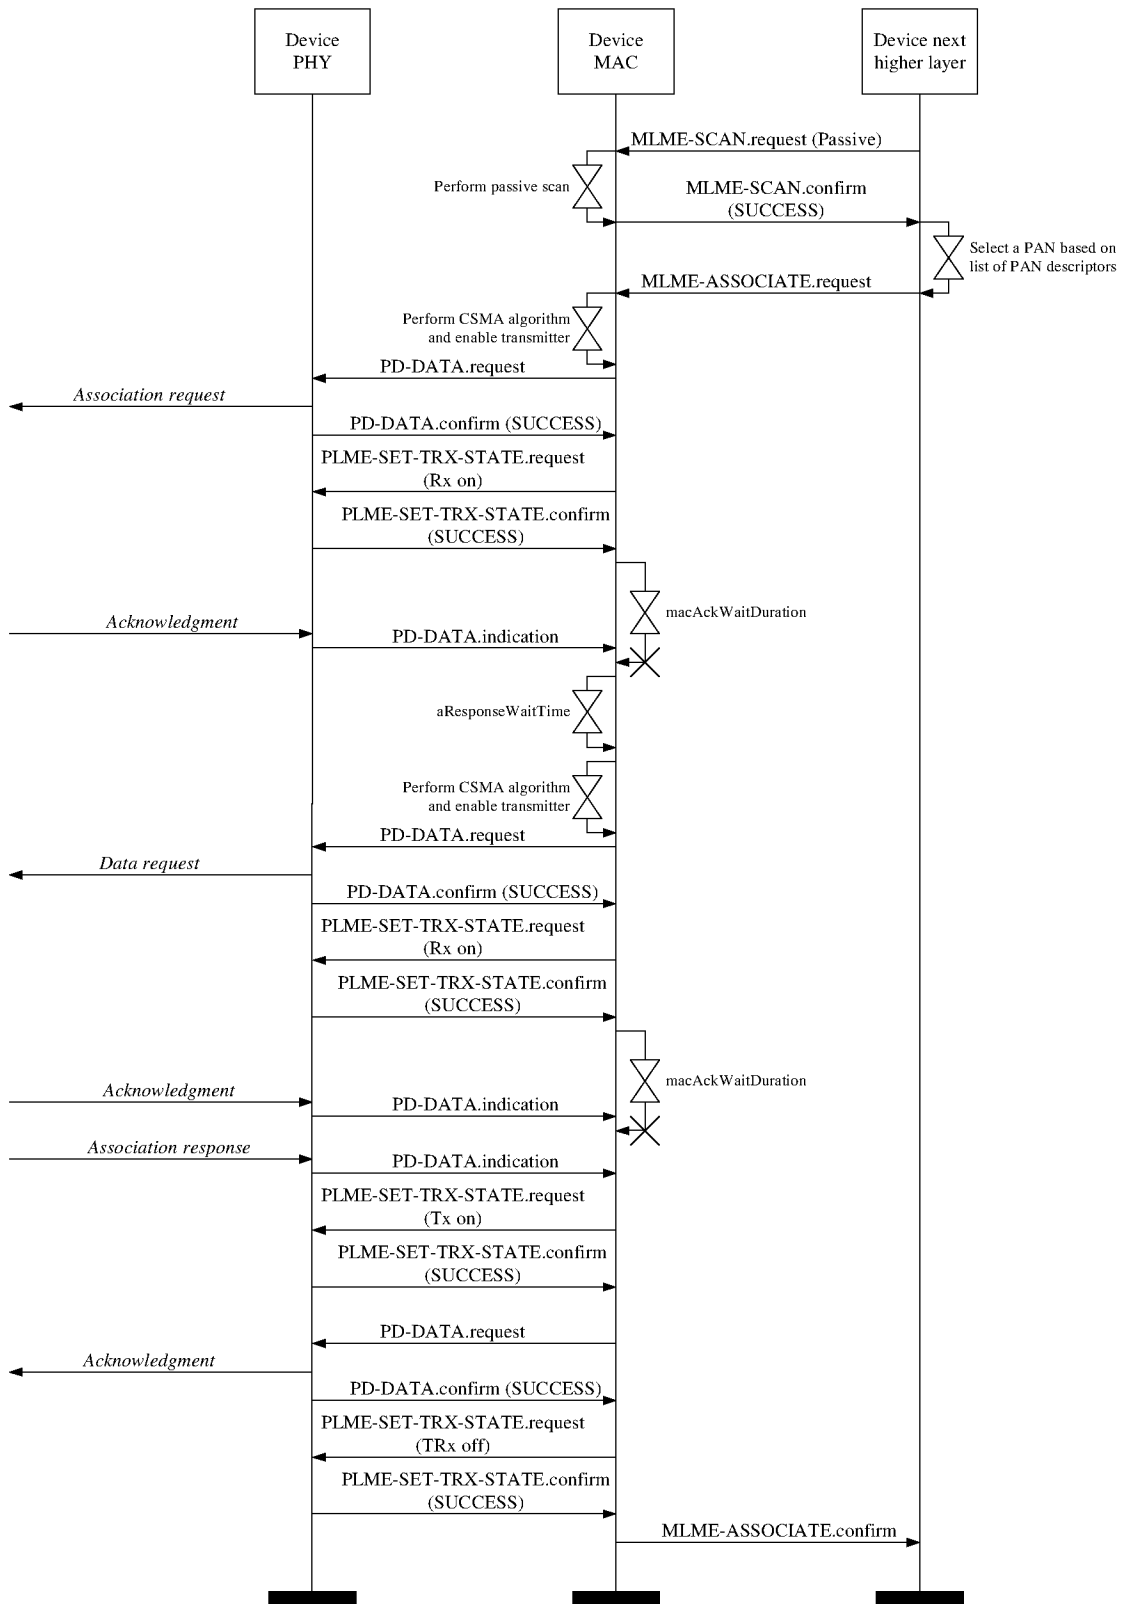 Device
PHY
Device
MAC
Device next
higher layer
MLME-SCAN.request (Passive)
Perform passive scan
MLME-SCAN.confirm
(SUCCESS)
Select a PAN based on
list of PAN descriptors
MLME-ASSOCIATE.request
Perform CSMA algorithm
and enable transmitter
PD-DATA.request
Association request
PD-DATA.confirm (SUCCESS)
PLME-SET-TRX-STATE.request
(Rx on)
PLME-SET-TRX-STATE.confirm
(SUCCESS)
macAckWaitDuration
Acknowledgment
PD-DATA.indication
aResponseWaitTime
Perform CSMA algorithm
and enable transmitter
PD-DATA.request
Data request
PD-DATA.confirm (SUCCESS)
PLME-SET-TRX-STATE.request
(Rx on)
PLME-SET-TRX-STATE.confirm
(SUCCESS)
macAckWaitDuration
Acknowledgment
PD-DATA.indication
Association response
PD-DATA.indication
PLME-SET-TRX-STATE.request
(Tx on)
PLME-SET-TRX-STATE.confirm
(SUCCESS)
PD-DATA.request
Acknowledgment
PD-DATA.confirm (SUCCESS)
PLME-SET-TRX-STATE.request
(TRx off)
PLME-SET-TRX-STATE.confirm
(SUCCESS)
MLME-ASSOCIATE.confirm